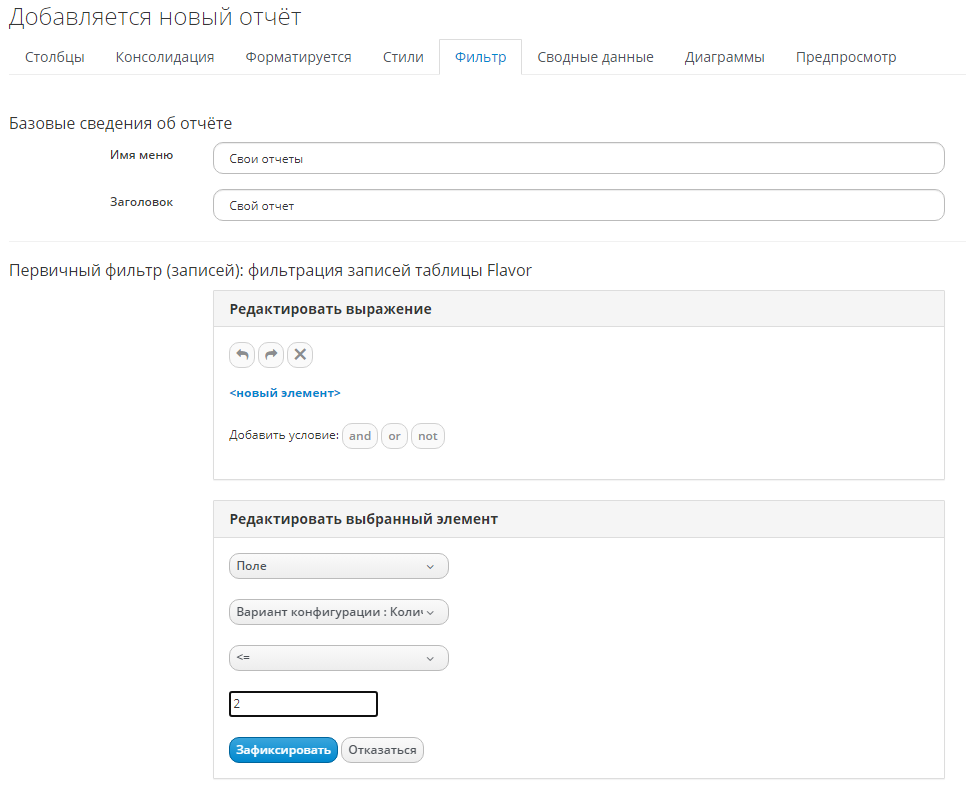 Добавляется новый отчёт
Столбцы Консолидация Форматируется Стили Фильтр Сводные данные Диаграммы Предпросмотр
Базовые сведения об отчёте
Имя меню Свои отчеты
Заголовок Свой отчет
Первичный фильтр (записей): фильтрация записей таблицы Flavor
Редактировать выражение
<новый элемент>
Добавить условие: and or not
Редактировать выбранный элемент
Поле
Вариант конфигурации : Колич
<=
2
Зафиксировать Отказаться